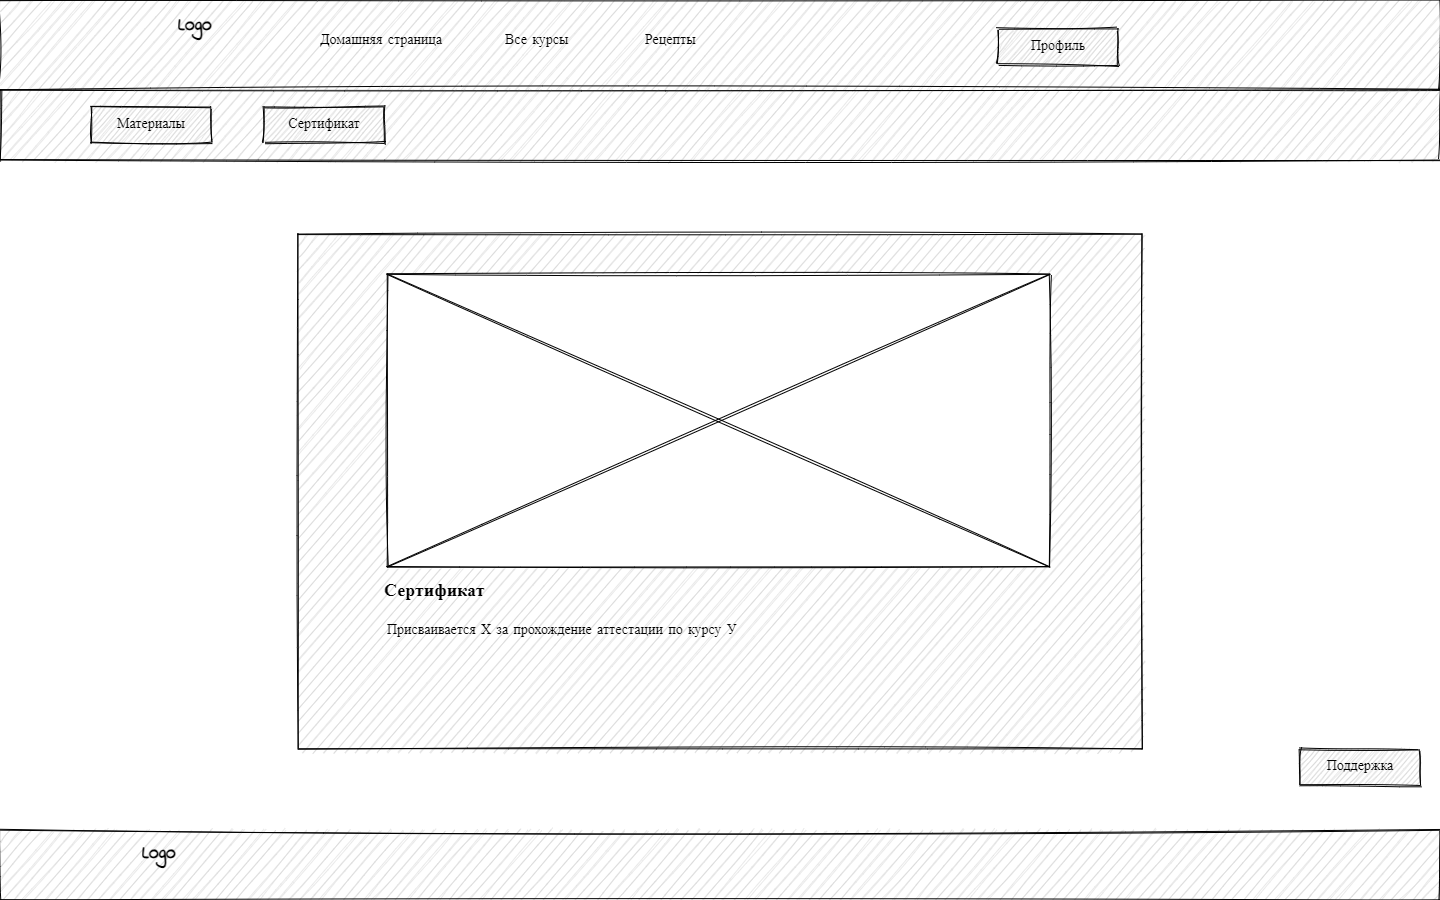 Logo
Домашняя страница
Все курсы
Рецепты
Профиль
Материалы
Сертификат
Сертификат
Присваивается X за прохождение аттестации по курсу У
Поддержка
Logo